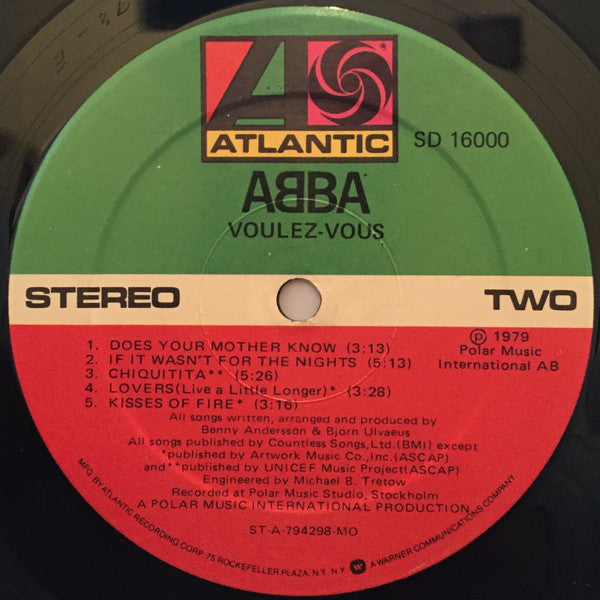 ATLANTIC
SD 16000
ABBA
VOULEZ-VOUS
STEREO
TWO
1. DOES YOUR MOTHER KNOW (3:13)
2. IF IT WASN'T FOR THE NIGHTS (5:13)
3. CHIQUITITA** (5:26)
4. LOVERS(Live a Little Longer)* (3:28)
5. KISSES OF FIRE* (3:16)
℗ 1979
Polar Music
International AB
All songs written, arranged and produced by
Benny Andersson & Björn Ulvaeus
All songs published by Countless Songs,Ltd.(BMI) except
*published by Artwork Music Co.,Inc.(ASCAP)
and**published by UNICEF Music Project(ASCAP)
Engineered by Michael B. Tretow
Recorded at Polar Music Studio, Stockholm
A POLAR MUSIC INTERNATIONAL PRODUCTION
ST-A-794298-MO
MFG. BY ATLANTIC RECORDING CORP. 75 ROCKEFELLER PLAZA, N.Y. N.Y. A WARNER COMMUNICATIONS COMPANY